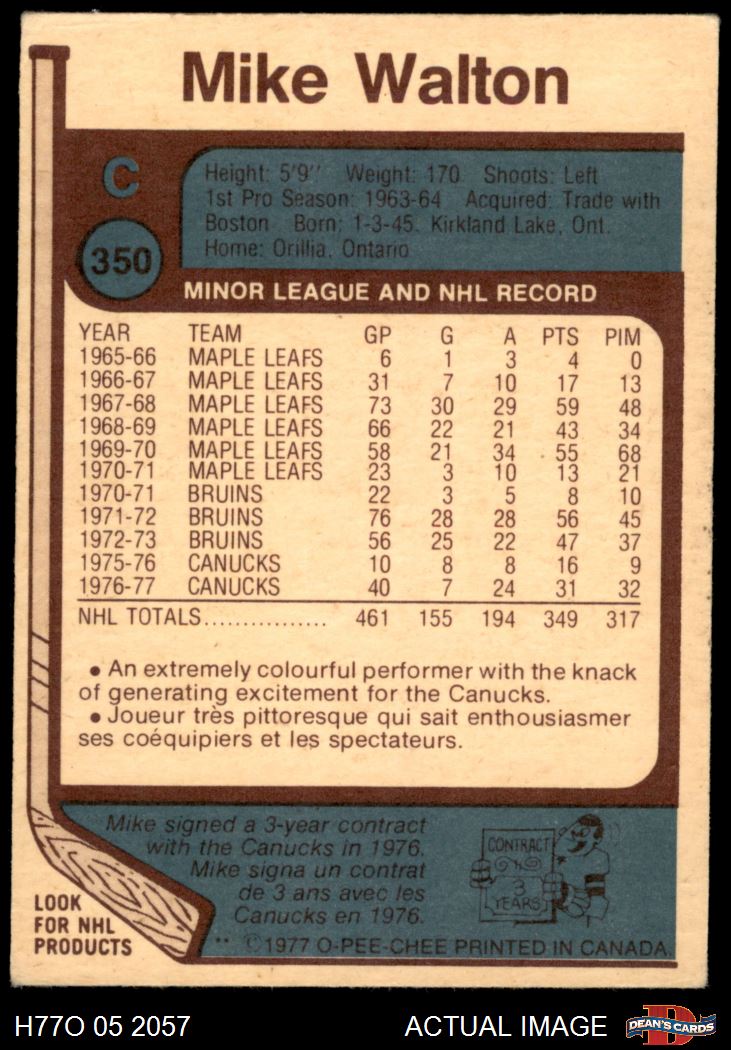 Mike Walton
C
350
Height: 5'9'' Weight: 170 Shoots: Left
1st Pro Season: 1963-64 Acquired: Trade with
Boston Born: 1-3-45. Kirkland Lake, Ont.
Home: Orillia, Ontario
MINOR LEAGUE AND NHL RECORD
YEAR TEAM GP G A PTS PIM
1965-66 MAPLE LEAFS 6 1 3 4 0
1966-67 MAPLE LEAFS 31 7 10 17 13
1967-68 MAPLE LEAFS 73 30 29 59 48
1968-69 MAPLE LEAFS 66 22 21 43 34
1969-70 MAPLE LEAFS 58 21 34 55 68
1970-71 MAPLE LEAFS 23 3 10 13 21
1970-71 BRUINS 22 3 5 8 10
1971-72 BRUINS 76 28 28 56 45
1972-73 BRUINS 56 25 22 47 37
1975-76 CANUCKS 10 8 8 16 9
1976-77 CANUCKS 40 7 24 31 32
NHL TOTALS................ 461 155 194 349 317
• An extremely colourful performer with the knack
of generating excitement for the Canucks.
• Joueur très pittoresque qui sait enthousiasmer
ses coéquipiers et les spectateurs.
Mike signed a 3-year contract
with the Canucks in 1976.
Mike signa un contrat
de 3 ans avec les
Canucks en 1976.
CONTRACT
3
YEARS
LOOK
FOR NHL
PRODUCTS
** ©1977 O-PEE-CHEE PRINTED IN CANADA.
H77O 05 2057 ACTUAL IMAGE
D
DEAN'S CARDS